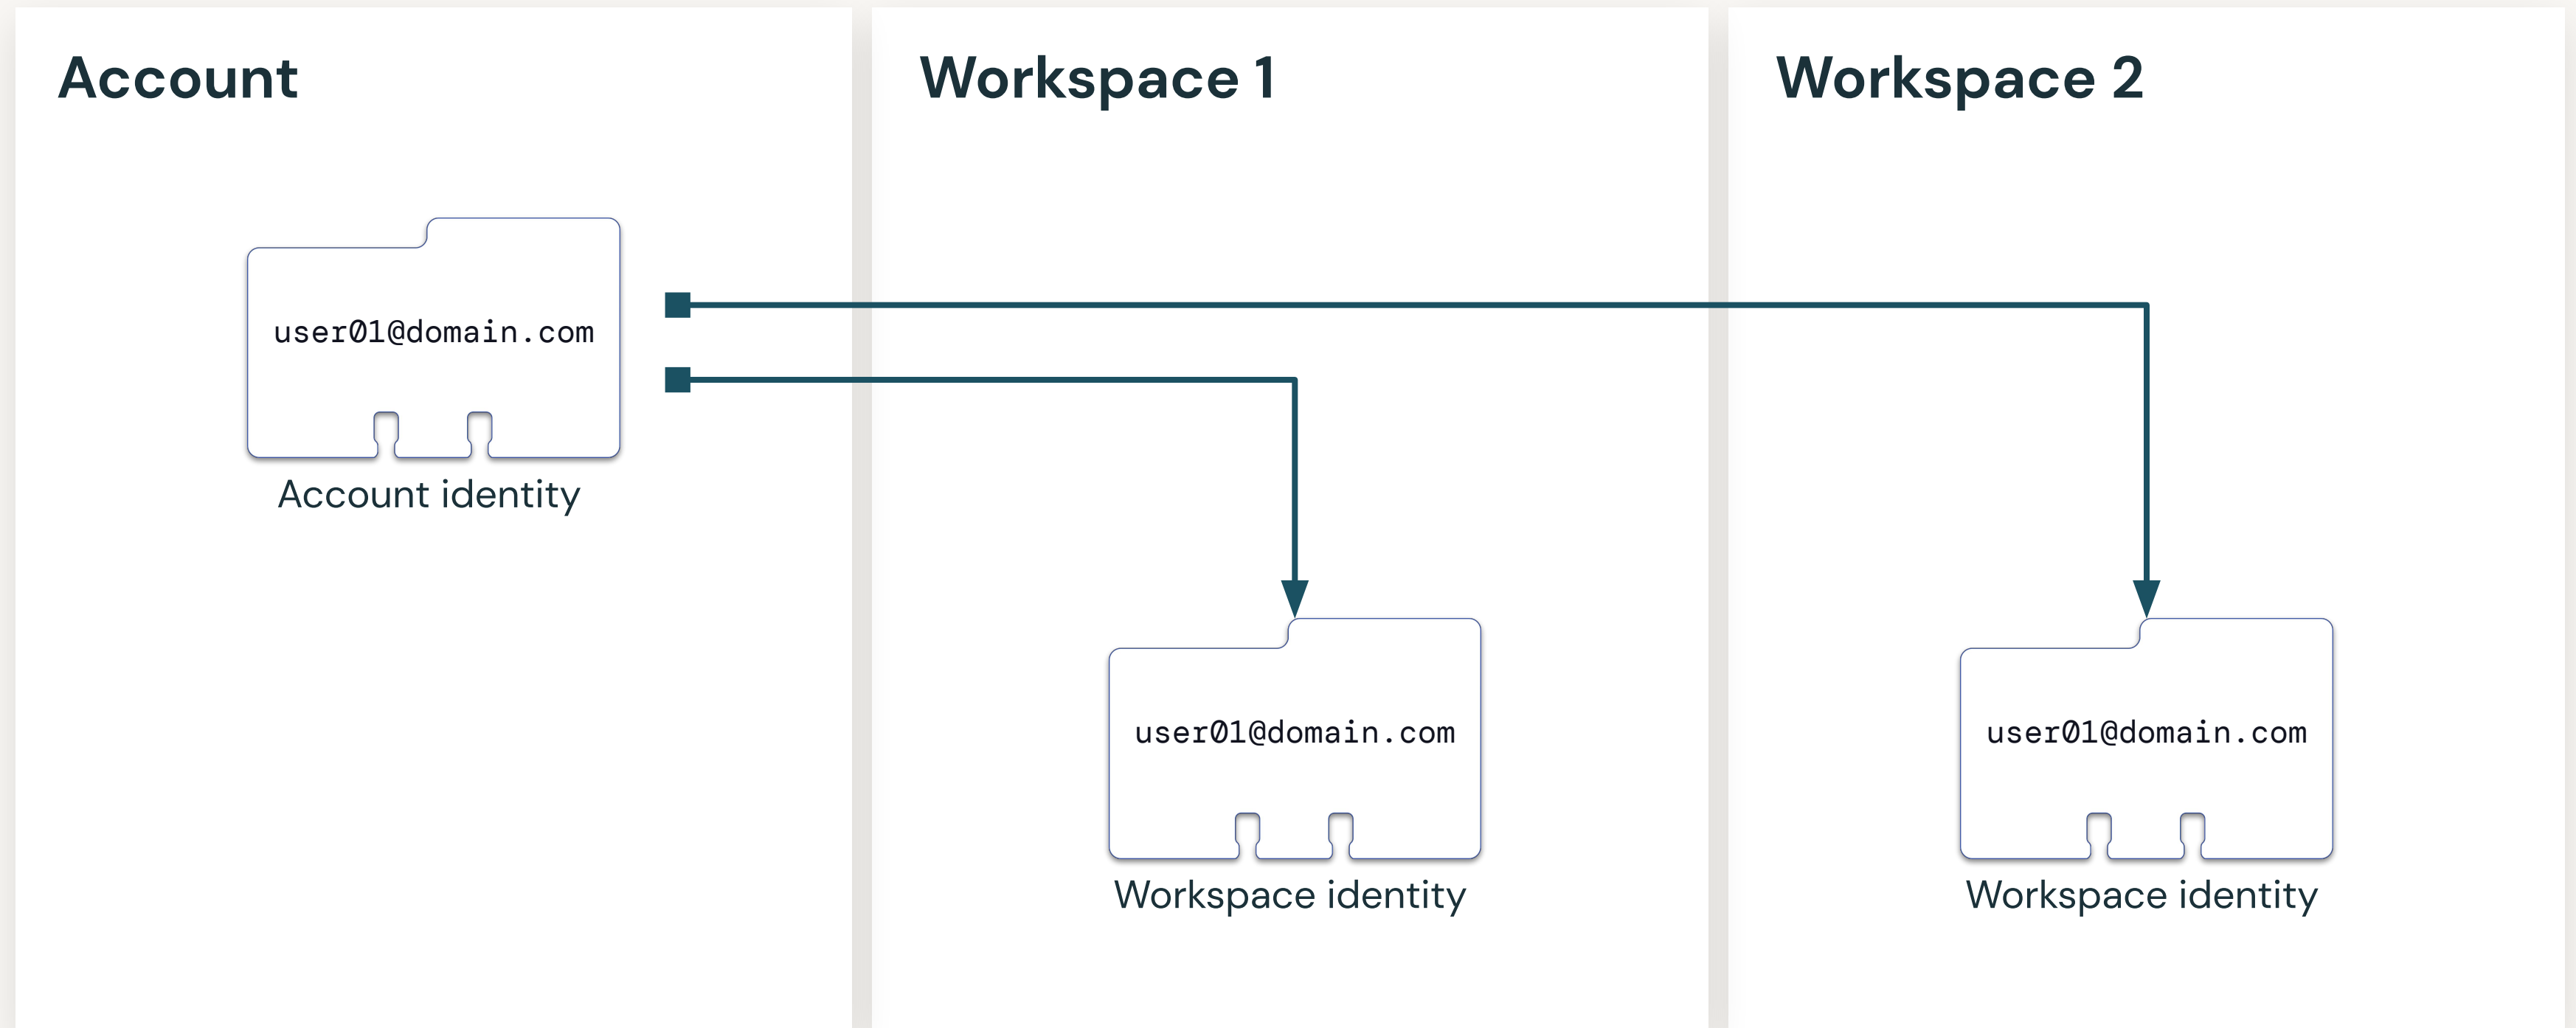 Account
Workspace 1
Workspace 2
user01@domain.com
Account identity
user01@domain.com
Workspace identity
user01@domain.com
Workspace identity